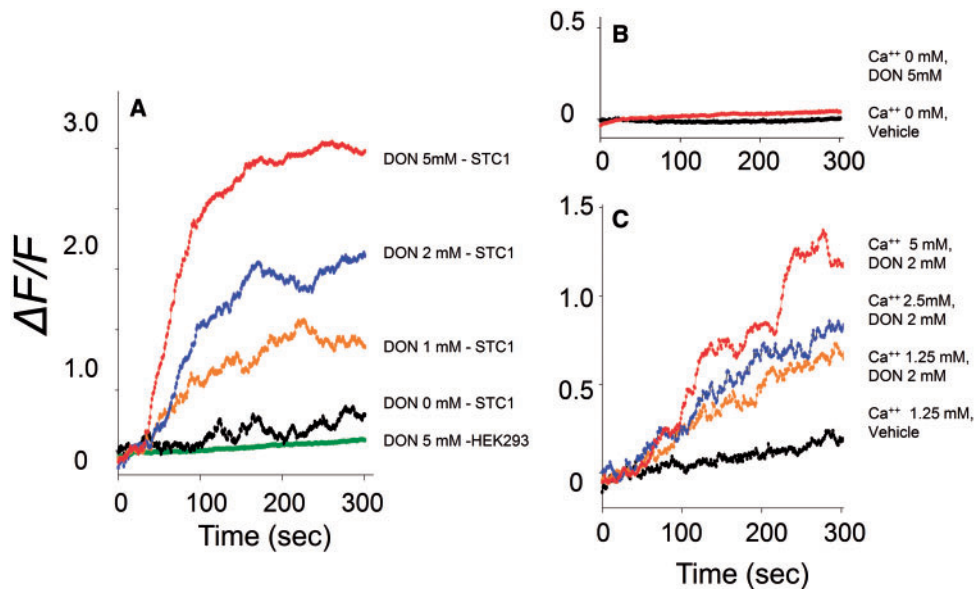 A
3.0
2.0
1.0
0
ΔF/F
DON 5mM - STC1
DON 2 mM - STC1
DON 1 mM - STC1
DON 0 mM - STC1
DON 5 mM -HEK293
0 100 200 300
Time (sec)
B
0.5
0
0 100 200 300
Ca++ 0 mM,
DON 5mM
Ca++ 0 mM,
Vehicle
C
1.5
1.0
0.5
0
Ca++ 5 mM,
DON 2 mM
Ca++ 2.5mM,
DON 2 mM
Ca++ 1.25 mM,
DON 2 mM
Ca++ 1.25 mM,
Vehicle
0 100 200 300
Time (sec)